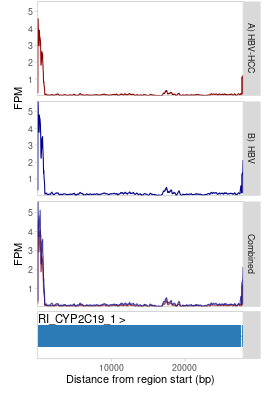 5
4
3
2
1
A) HBV-HCC
FPM
5
4
3
2
1
B) HBV
5
4
3
2
1
FPM
Combined
RI_CYP2C19_1 >
10000 20000
Distance from region start (bp)